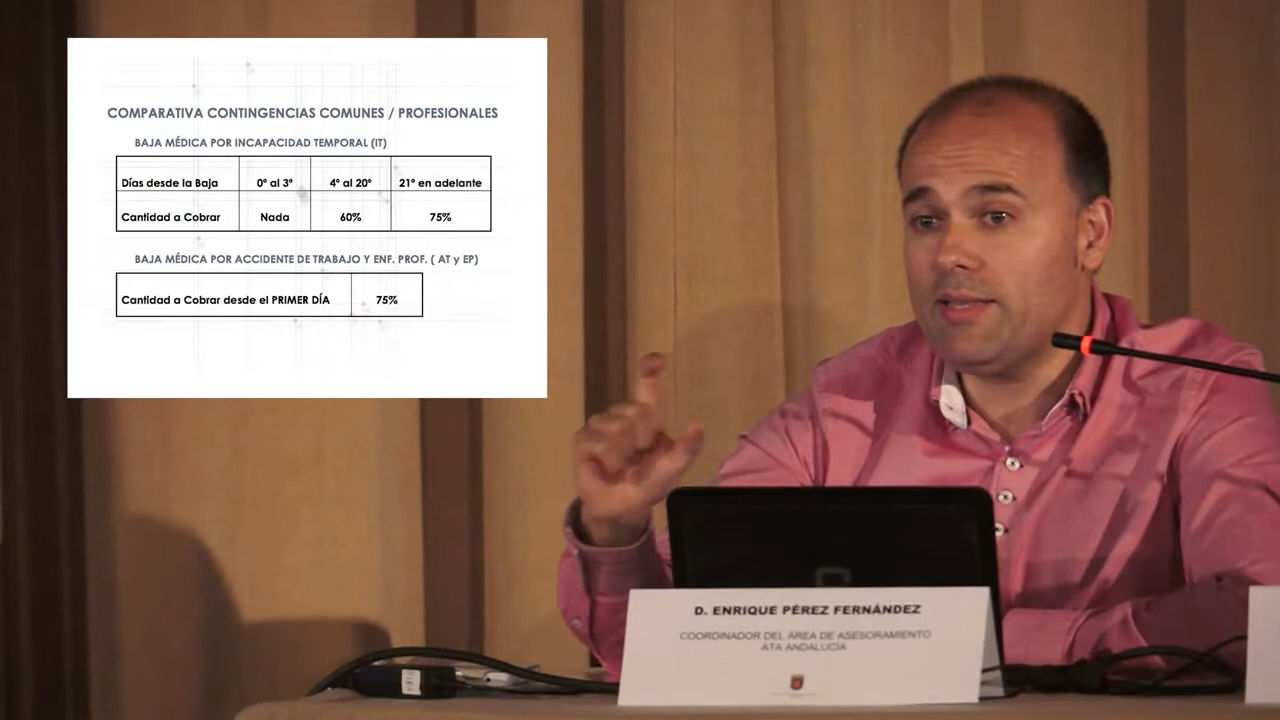 COMPARATIVA CONTINGENCIAS COMUNES / PROFESIONALES
BAJA MÉDICA POR INCAPACIDAD TEMPORAL (IT)
Días desde la Baja 0º al 3º 4º al 20º 21º en adelante
Cantidad a Cobrar Nada 60% 75%
BAJA MÉDICA POR ACCIDENTE DE TRABAJO Y ENF. PROF. ( AT y EP)
Cantidad a Cobrar desde el PRIMER DÍA 75%
D. ENRIQUE PÉREZ FERNÁNDEZ
COORDINADOR DEL ÁREA DE ASESORAMIENTO
ATA ANDALUCÍA